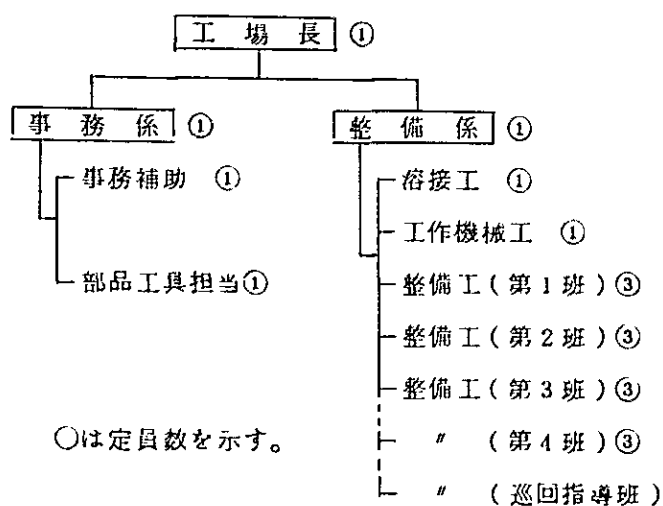 工場長 ①
事務係 ①
整備係 ①
事務補助 ①
部品工具担当①
溶接工 ①
工作機械工 ①
整備工(第1班)③
整備工(第2班)③
整備工(第3班)③
〃 (第4班)③
〃 (巡回指導班)
○は定員数を示す。